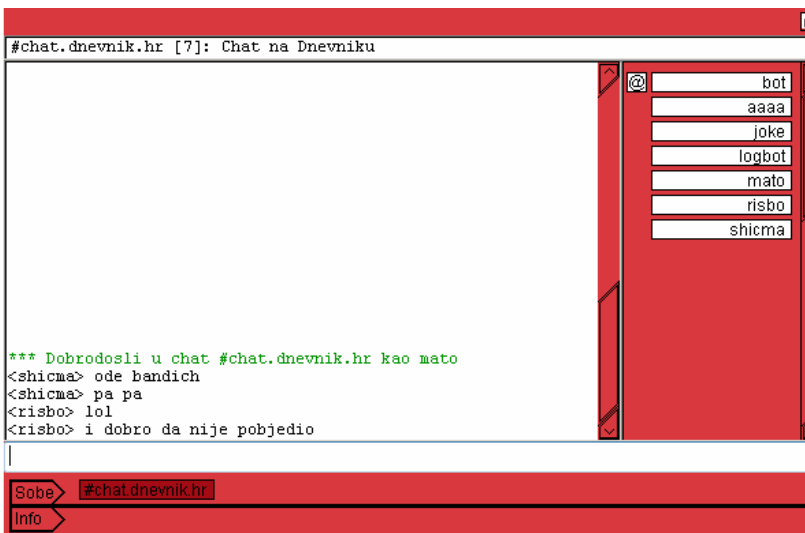 #chat.dnevnik.hr [7]: Chat na Dnevniku
@ bot
aaaa
joke
logbot
mato
risbo
shicma
*** Dobrodosli u chat #chat.dnevnik.hr kao mato
<shicma> ode bandich
<shicma> pa pa
<risbo> lol
<risbo> i dobro da nije pobjedio
Sobe #chat.dnevnik.hr
Info